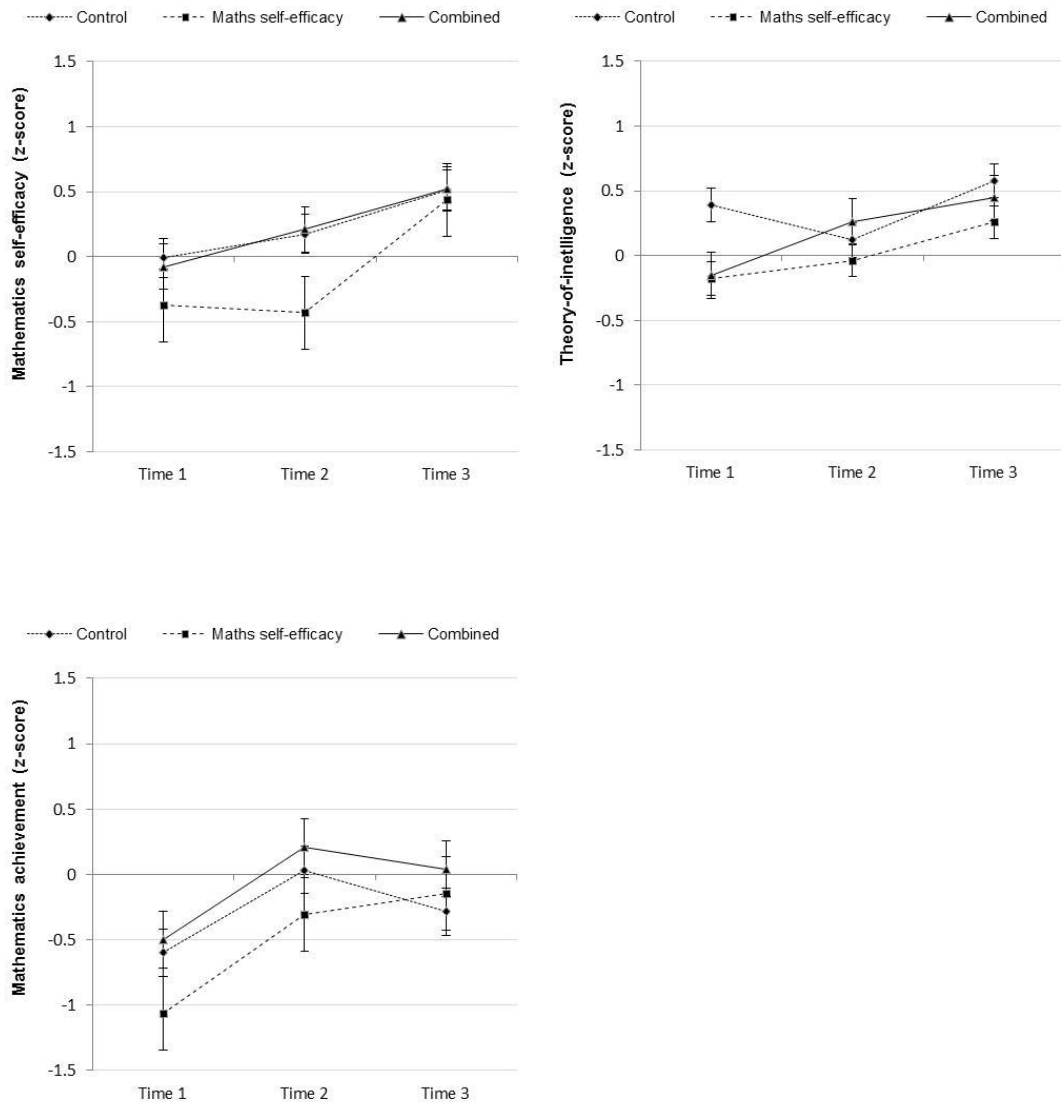 Control Maths self-efficacy Combined
Mathematics self-efficacy (z-score)
1.5
1
0.5
0
-0.5
-1
-1.5
Time 1 Time 2 Time 3
Control Maths self-efficacy Combined
Theory-of-inetlligence (z-score)
1.5
1
0.5
0
-0.5
-1
-1.5
Time 1 Time 2 Time 3
Control Maths self-efficacy Combined
Mathematics achievement (z-score)
1.5
1
0.5
0
-0.5
-1
-1.5
Time 1 Time 2 Time 3